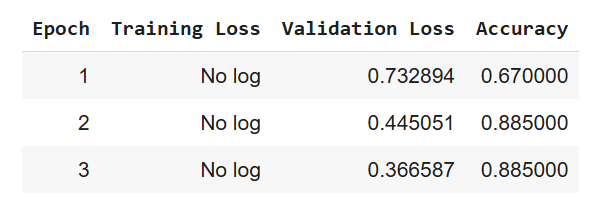 Epoch Training Loss Validation Loss Accuracy
1 No log 0.732894 0.670000
2 No log 0.445051 0.885000
3 No log 0.366587 0.885000